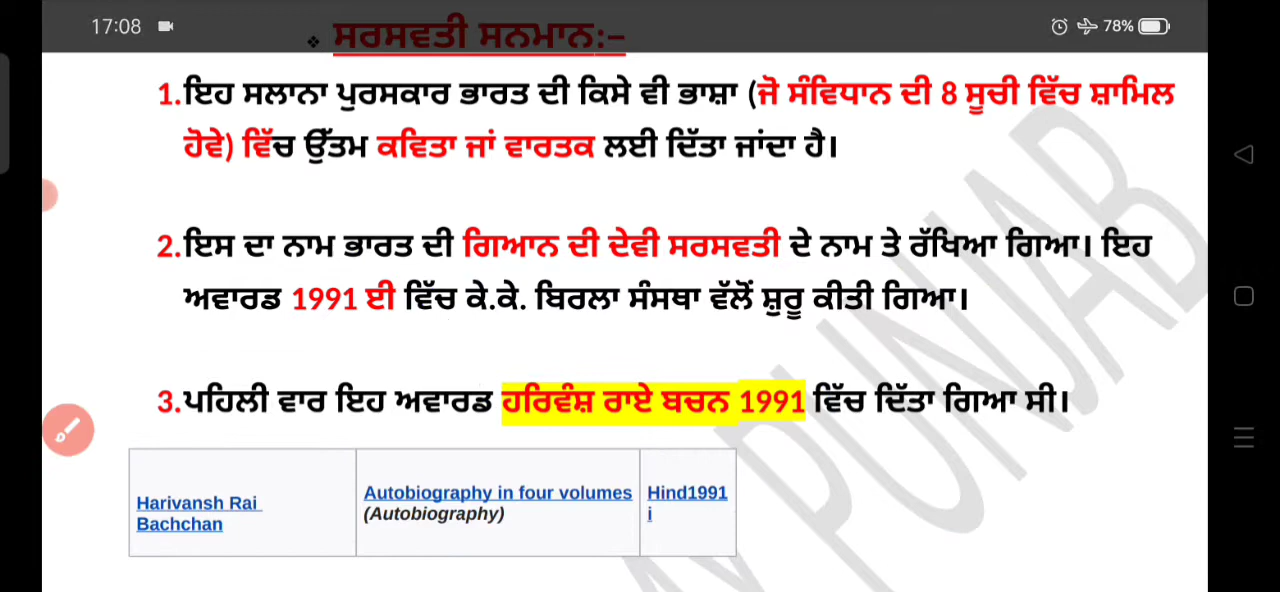 17:08
78%
❖ ਸਰਸਵਤੀ ਸਨਮਾਨ:–
1.ਇਹ ਸਲਾਨਾ ਪੁਰਸਕਾਰ ਭਾਰਤ ਦੀ ਕਿਸੇ ਵੀ ਭਾਸ਼ਾ (ਜੋ ਸੰਵਿਧਾਨ ਦੀ 8 ਸੂਚੀ ਵਿੱਚ ਸ਼ਾਮਿਲ
ਹੋਵੇ) ਵਿੱਚ ਉੱਤਮ ਕਵਿਤਾ ਜਾਂ ਵਾਰਤਕ ਲਈ ਦਿੱਤਾ ਜਾਂਦਾ ਹੈ।
2.ਇਸ ਦਾ ਨਾਮ ਭਾਰਤ ਦੀ ਗਿਆਨ ਦੀ ਦੇਵੀ ਸਰਸਵਤੀ ਦੇ ਨਾਮ ਤੇ ਰੱਖਿਆ ਗਿਆ। ਇਹ
ਅਵਾਰਡ 1991 ਈ ਵਿੱਚ ਕੇ.ਕੇ. ਬਿਰਲਾ ਸੰਸਥਾ ਵੱਲੋਂ ਸ਼ੁਰੂ ਕੀਤੀ ਗਿਆ।
3.ਪਹਿਲੀ ਵਾਰ ਇਹ ਅਵਾਰਡ ਹਰਿਵੰਸ਼ ਰਾਏ ਬਚਨ 1991 ਵਿੱਚ ਦਿੱਤਾ ਗਿਆ ਸੀ।
Harivansh Rai
Bachchan
Autobiography in four volumes
(Autobiography)
Hind1991
i
PUNJAB